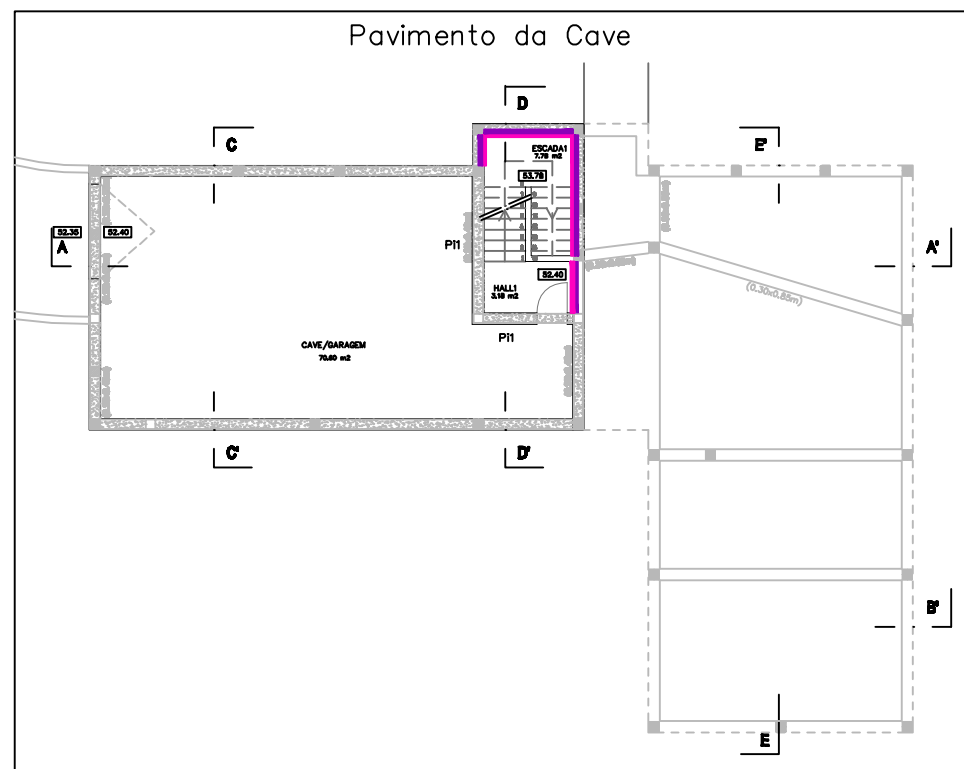 Pavimento da Cave
D
C
E'
ESCADA1
7.78 m2
53.78
52.35
52.40
A
A'
Pi1
52.40
HALL1
3.18 m2
(0.30x0.85m)
Pi1
CAVE/GARAGEM
70.60 m2
C'
D'
B'
E